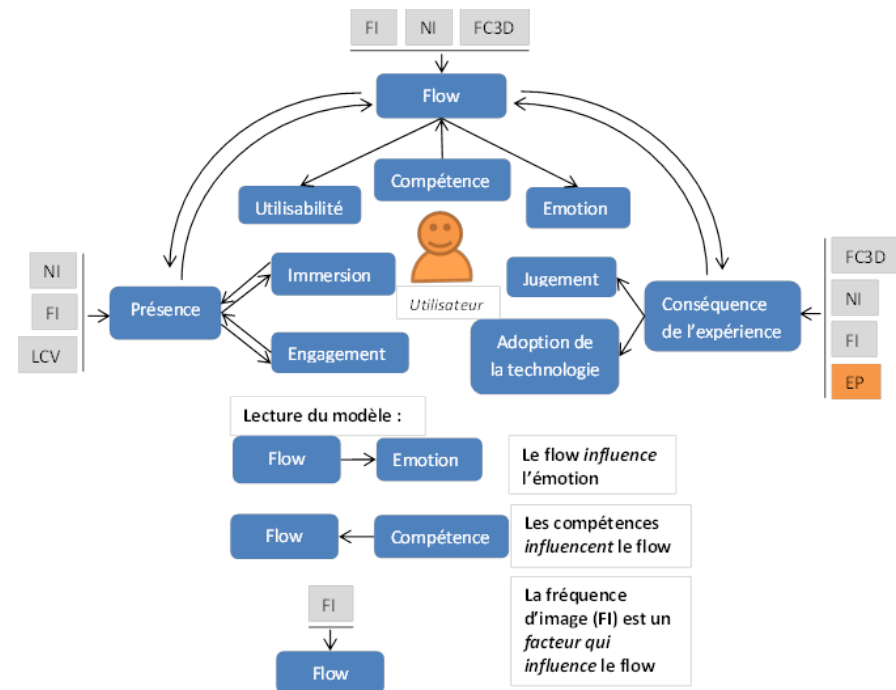 FI NI FC3D
Flow
Compétence
Utilisabilité
Emotion
NI
FI
LCV
Présence
Immersion
Engagement
Utilisateur
Jugement
Adoption de
la technologie
Conséquence
de l'expérience
FC3D
NI
FI
EP
Lecture du modèle :
Flow
Emotion
Le flow influence
l'émotion
Flow
Compétence
Les compétences
influencent le flow
FI
Flow
La fréquence
d'image (FI) est un
facteur qui
influence le flow